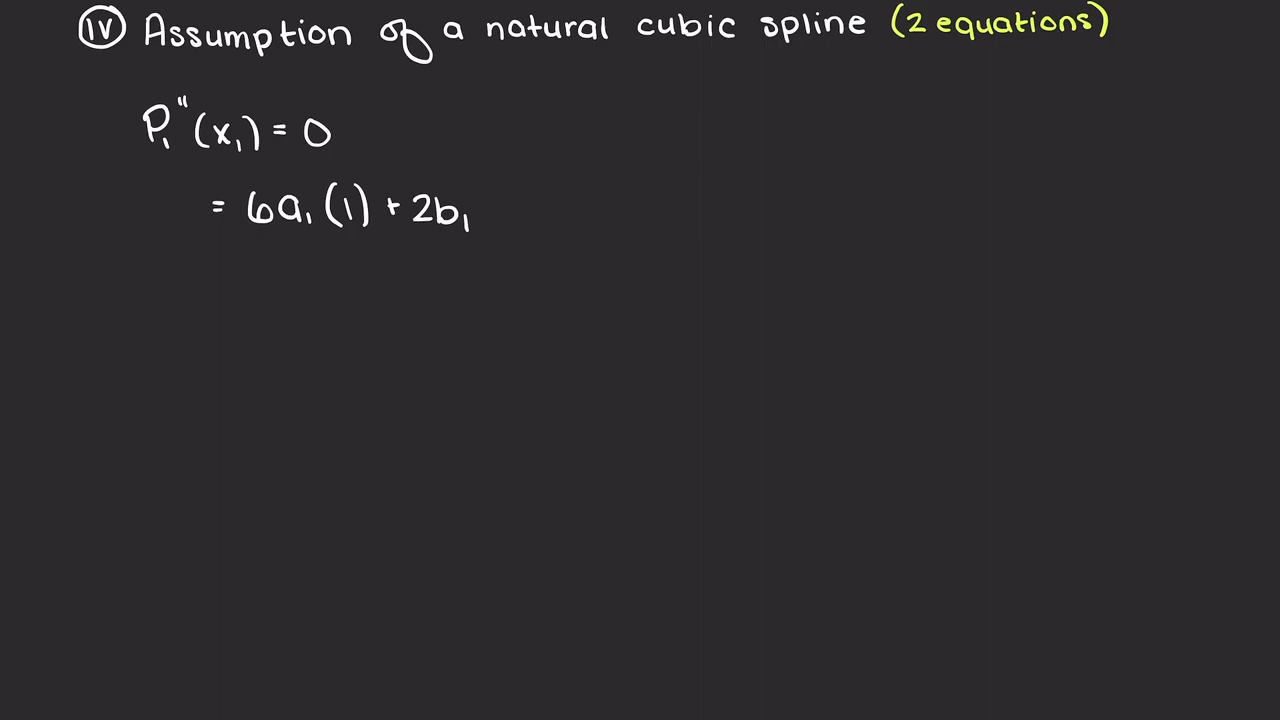 (IV) Assumption of a natural cubic spline (2 equations)
P₁"(x₁) = 0
= 6a₁(1) + 2b₁